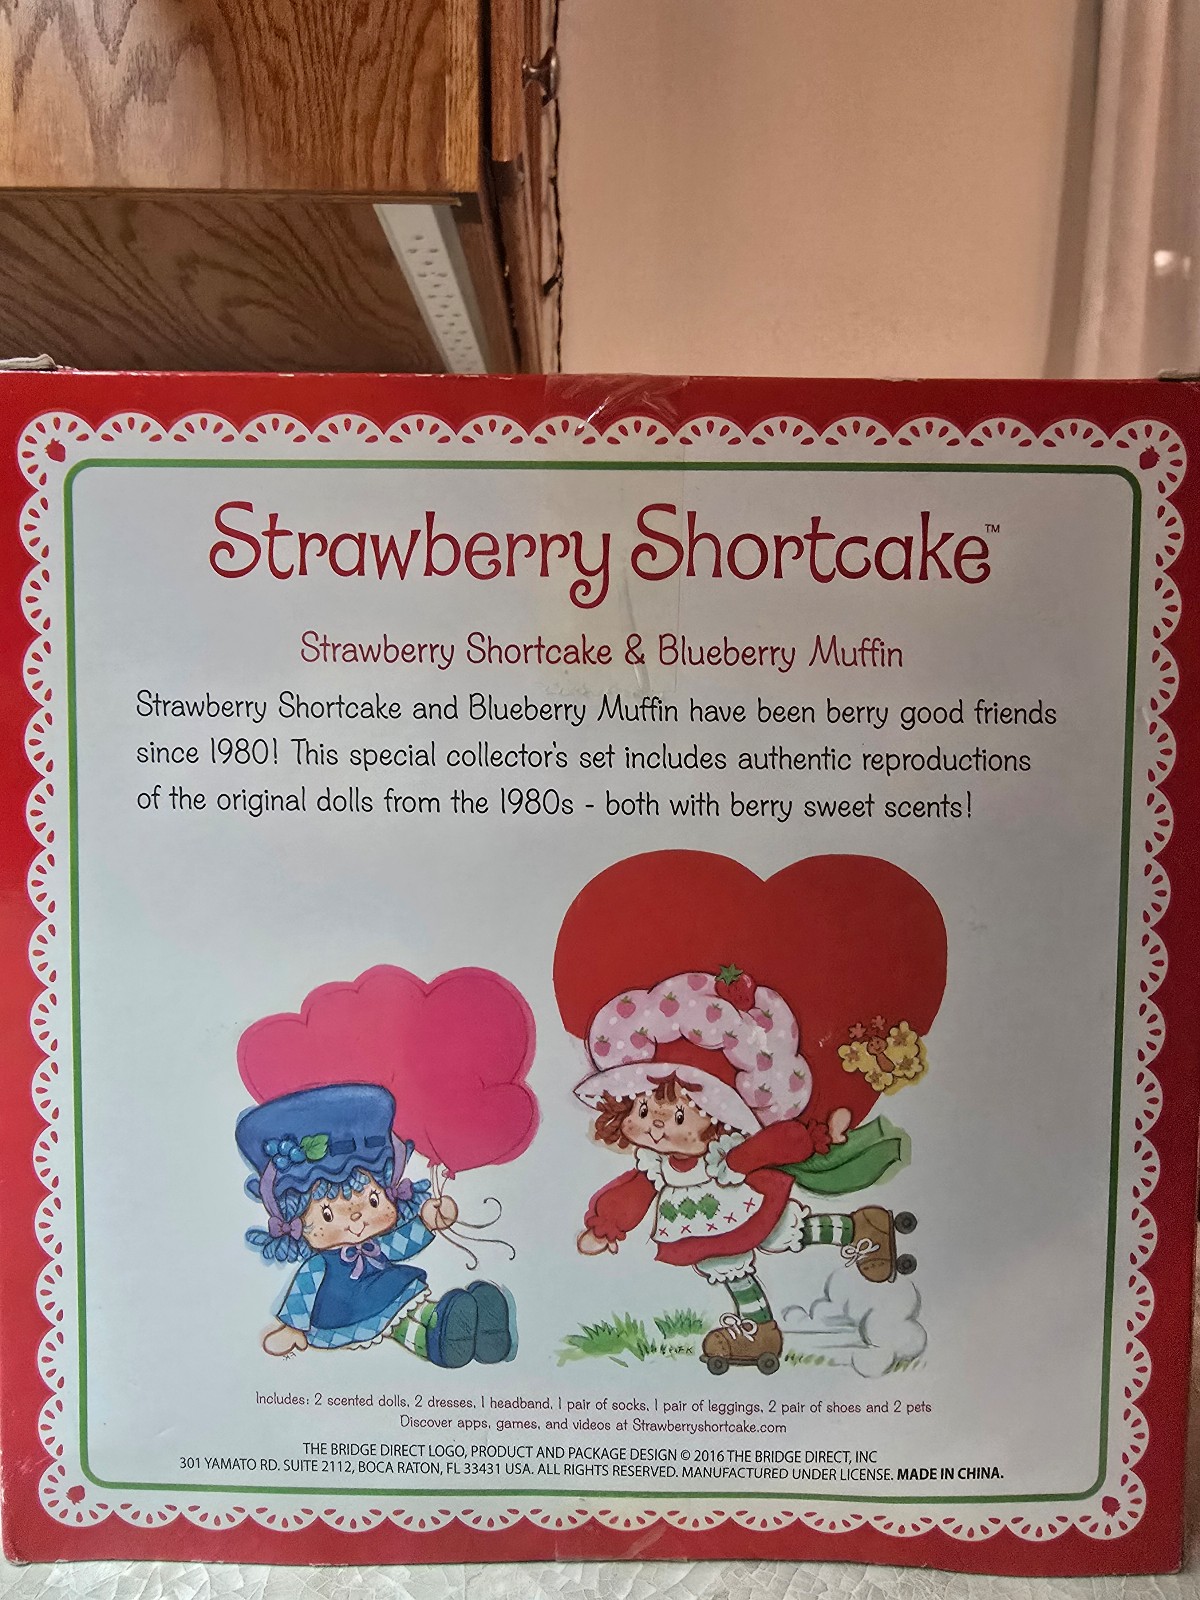 Strawberry Shortcake™
Strawberry Shortcake & Blueberry Muffin
Strawberry Shortcake and Blueberry Muffin have been berry good friends
since 1980! This special collector's set includes authentic reproductions
of the original dolls from the 1980s - both with berry sweet scents!
Includes: 2 scented dolls, 2 dresses, 1 headband, 1 pair of socks, 1 pair of leggings, 2 pair of shoes and 2 pets
Discover apps, games, and videos at Strawberryshortcake.com
THE BRIDGE DIRECT LOGO, PRODUCT AND PACKAGE DESIGN © 2016 THE BRIDGE DIRECT, INC
301 YAMATO RD. SUITE 2112, BOCA RATON, FL 33431 USA. ALL RIGHTS RESERVED. MANUFACTURED UNDER LICENSE. MADE IN CHINA.